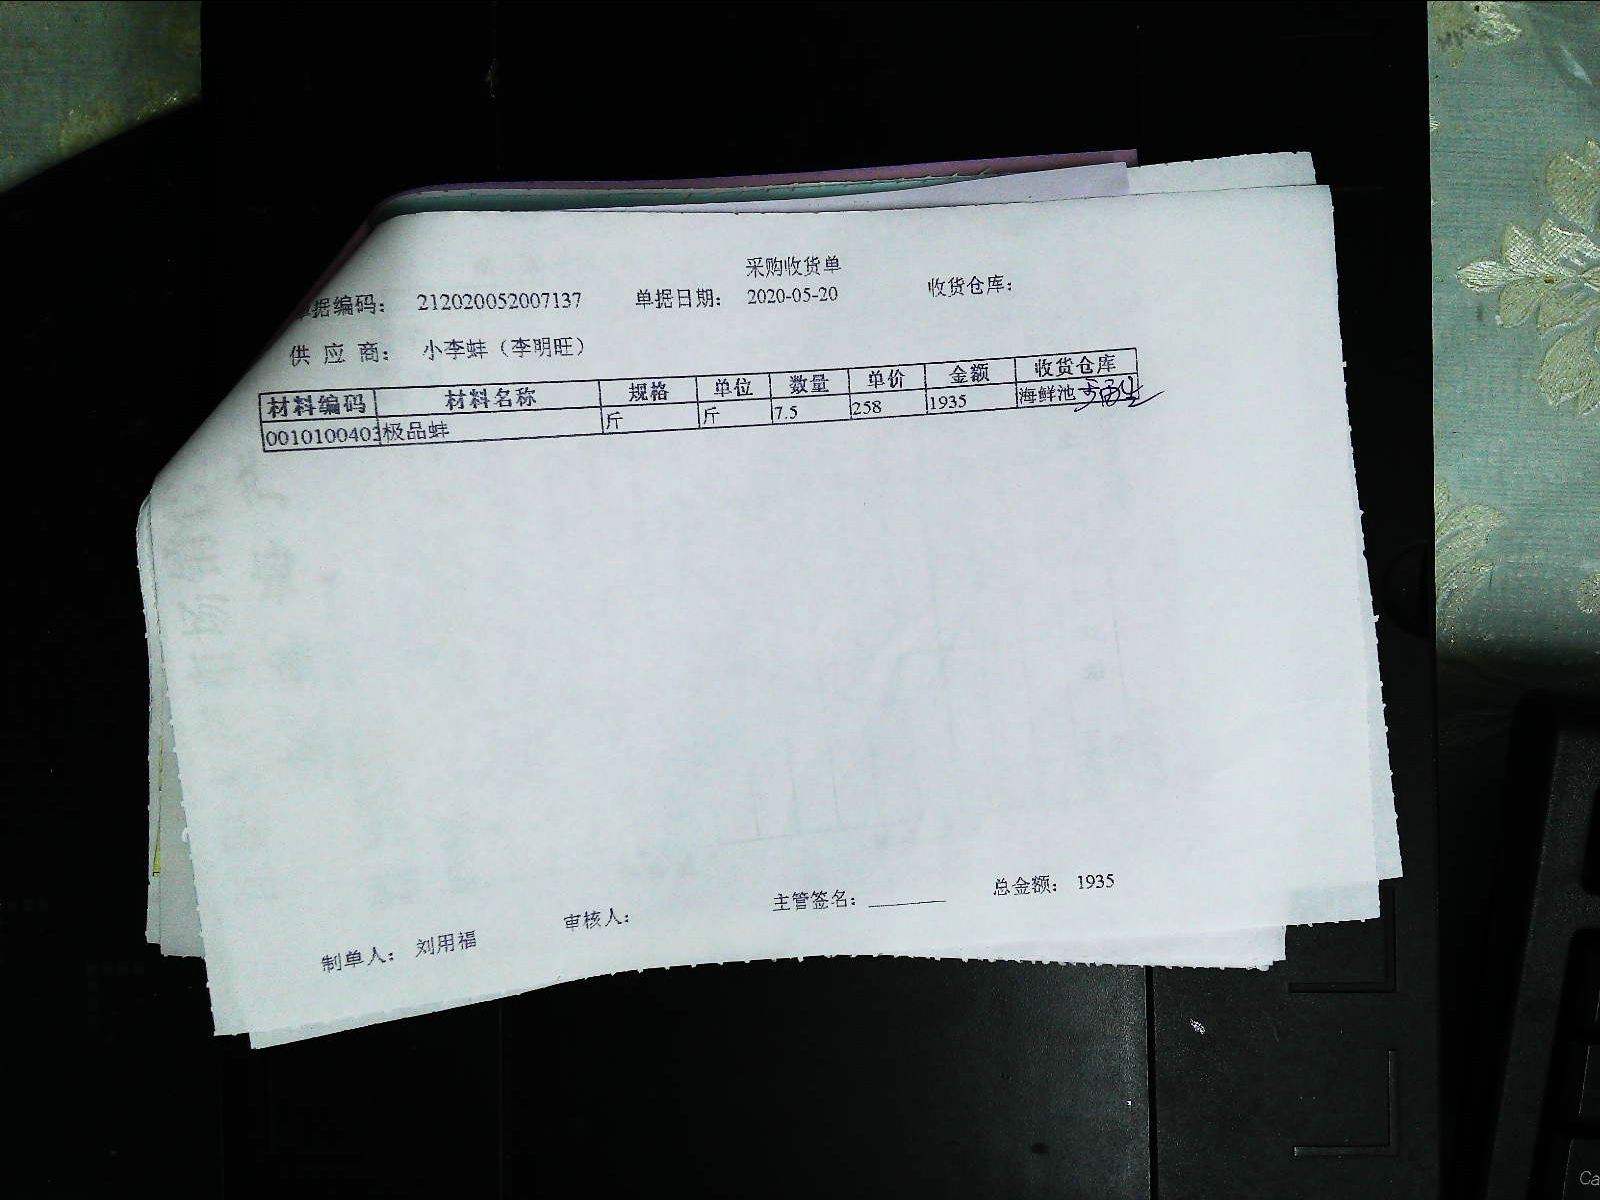 采购收货单
单据编码： 212020052007137 单据日期： 2020-05-20 收货仓库：
供 应 商： 小李蚌（李明旺）
材料编码 材料名称 规格 单位 数量 单价 金额 收货仓库
0010100403 极品蚌 斤 斤 7.5 258 1935 海鲜池
制单人： 刘用福 审核人： 主管签名： 总金额： 1935